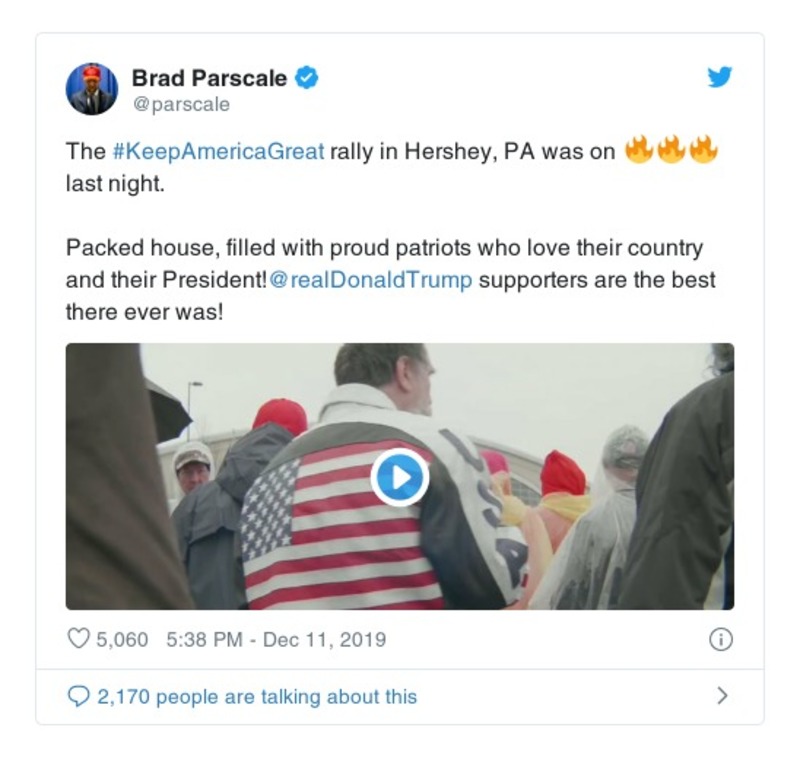 Brad Parscale
@parscale
The #KeepAmericaGreat rally in Hershey, PA was on 🔥🔥🔥
last night.
Packed house, filled with proud patriots who love their country
and their President!@realDonaldTrump supporters are the best
there ever was!
USA
5,060 5:38 PM - Dec 11, 2019
2,170 people are talking about this